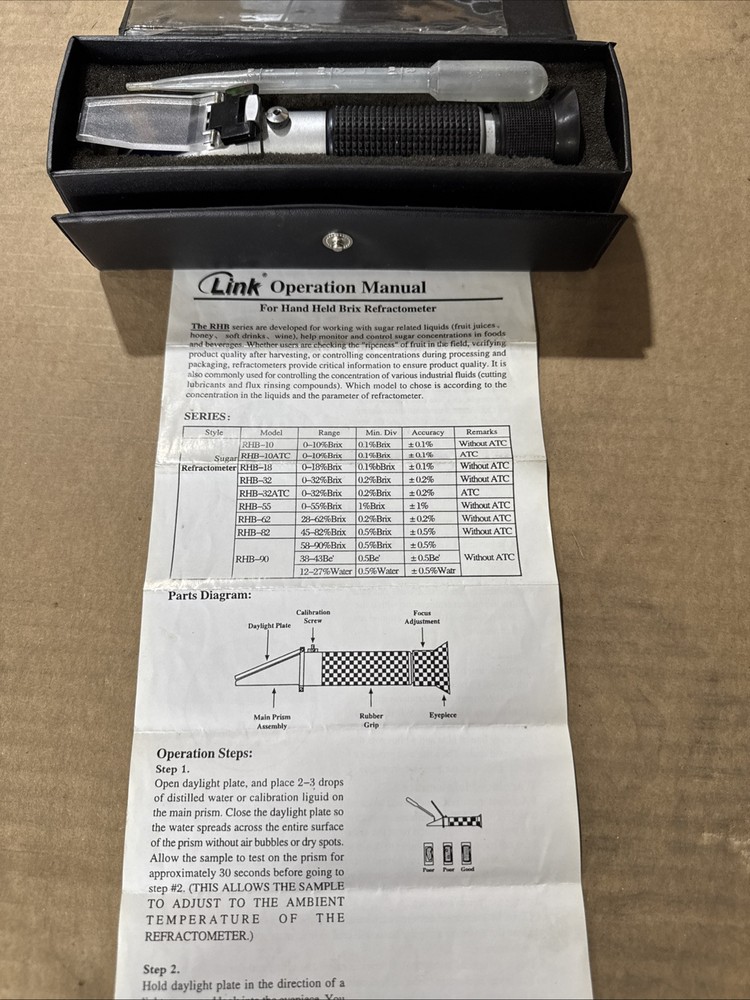 Link® Operation Manual
For Hand Held Brix Refractometer
The RHB series are developed for working with sugar related liquids (fruit juices、
honey、 soft drinks、 wine), help monitor and control sugar concentrations in foods
and beverages. Whether users are checking the "ripeness" of fruit in the field, verifying
product quality after harvesting, or controlling concentrations during processing and
packaging, refractometers provide critical information to ensure product quality. It is
also commonly used for controlling the concentration of various industrial fluids (cutting
lubricants and flux rinsing compounds). Which model to chose is according to the
concentration in the liquids and the parameter of refractometer.
SERIES:
Style Model Range Min. Div Accuracy Remarks
RHB-10 0-10%Brix 0.1%Brix ±0.1% Without ATC
Sugar RHB-10ATC 0-10%Brix 0.1%Brix ±0.1% ATC
Refractometer RHB-18 0-18%Brix 0.1%bBrix ±0.1% Without ATC
RHB-32 0-32%Brix 0.2%Brix ±0.2% Without ATC
RHB-32ATC 0-32%Brix 0.2%Brix ±0.2% ATC
RHB-55 0-55%Brix 1%Brix ±1% Without ATC
RHB-62 28-62%Brix 0.2%Brix ±0.2% Without ATC
RHB-82 45-82%Brix 0.5%Brix ±0.5% Without ATC
58-90%Brix 0.5%Brix ±0.5%
RHB-90 38-43Be' 0.5Be' ±0.5Be' Without ATC
12-27%Water 0.5%Water ±0.5%Watr
Parts Diagram:
Daylight Plate
Calibration
Screw
Focus
Adjustment
Main Prism
Assembly
Rubber
Grip
Eyepiece
Operation Steps:
Step 1.
Open daylight plate, and place 2-3 drops
of distilled water or calibration liguid on
the main prism. Close the daylight plate so
the water spreads across the entire surface
of the prism without air bubbles or dry spots.
Allow the sample to test on the prism for
approximately 30 seconds before going to
step #2. (THIS ALLOWS THE SAMPLE
TO ADJUST TO THE AMBIENT
TEMPERATURE OF THE
REFRACTOMETER.)
Poor Poor Good
Step 2.
Hold daylight plate in the direction of a